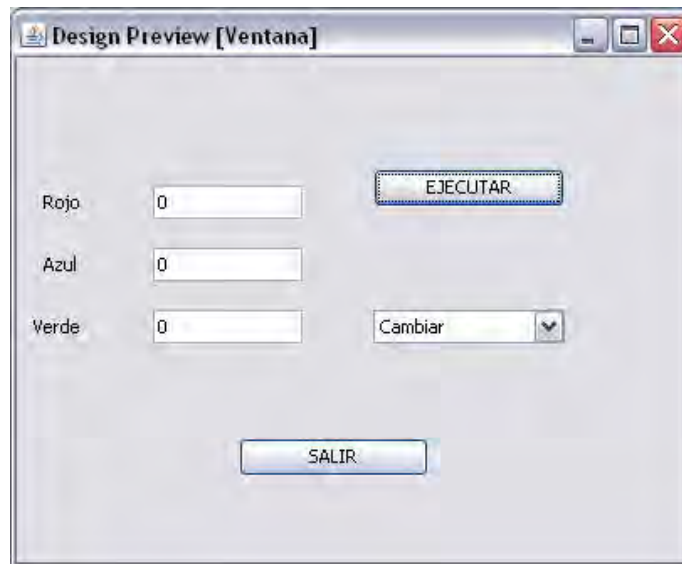 Design Preview [Ventana]
EJECUTAR
Rojo 0
Azul 0
Verde 0 Cambiar
SALIR